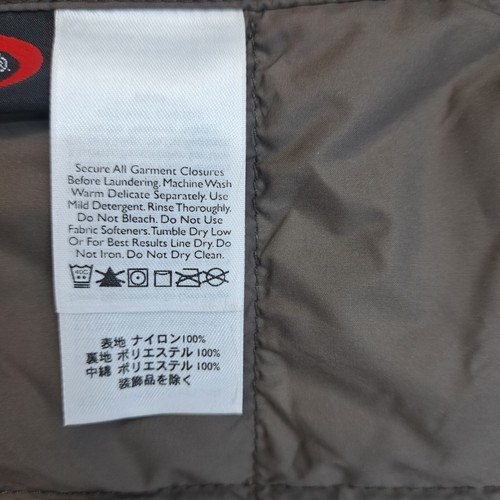 Secure All Garment Closures
Before Laundering. Machine Wash
Warm Delicate Separately. Use
Mild Detergent. Rinse Thoroughly.
Do Not Bleach. Do Not Use
Fabric Softeners. Tumble Dry Low
Or For Best Results Line Dry. Do
Not Iron. Do Not Dry Clean.
40C
表地 ナイロン100%
裏地 ポリエステル 100%
中綿 ポリエステル 100%
装飾品を除く